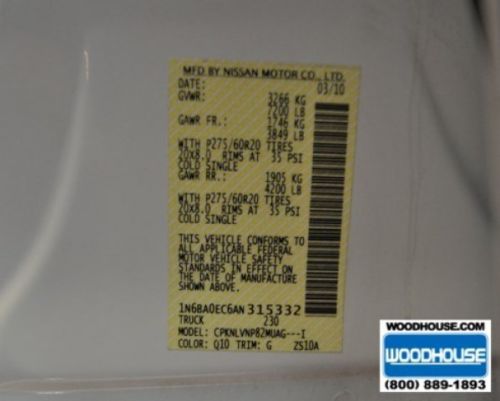 MFD BY NISSAN MOTOR CO., LTD.
DATE: 03/10
GVWR: 3266 KG
7200 LB
GAWR FR.: 1746 KG
3849 LB
WITH P275/60R20 TIRES
20X8.0 RIMS AT 35 PSI
COLD SINGLE
GAWR RR.: 1905 KG
4200 LB
WITH P275/60R20 TIRES
20X8.0 RIMS AT 35 PSI
COLD SINGLE
THIS VEHICLE CONFORMS TO
ALL APPLICABLE FEDERAL
MOTOR VEHICLE SAFETY
STANDARDS IN EFFECT ON
THE DATE OF MANUFACTURE
SHOWN ABOVE.
1N6BA0EC6AN315332
TRUCK 230
MODEL: CPKNLVNP82MUAG---I
COLOR: Q10 TRIM: G ZS10A
WOODHOUSE.COM
WOODHOUSE
(800) 889-1893